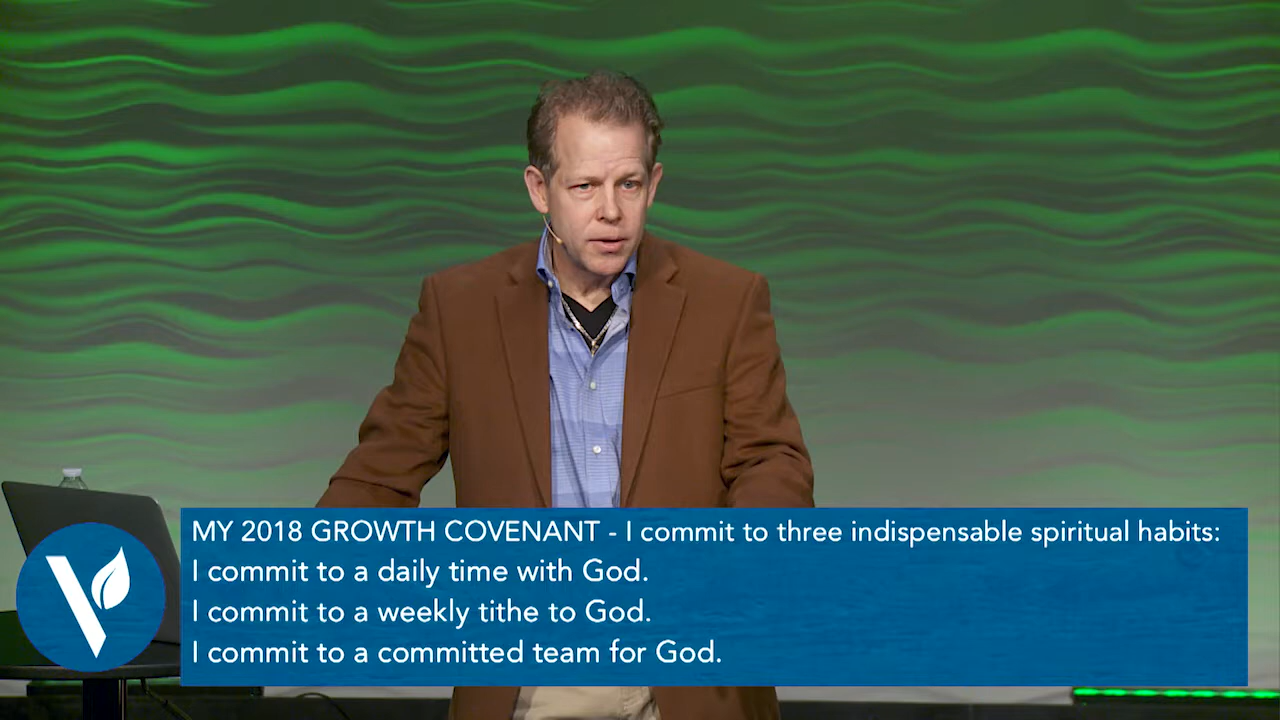 MY 2018 GROWTH COVENANT - I commit to three indispensable spiritual habits:
I commit to a daily time with God.
I commit to a weekly tithe to God.
I commit to a committed team for God.